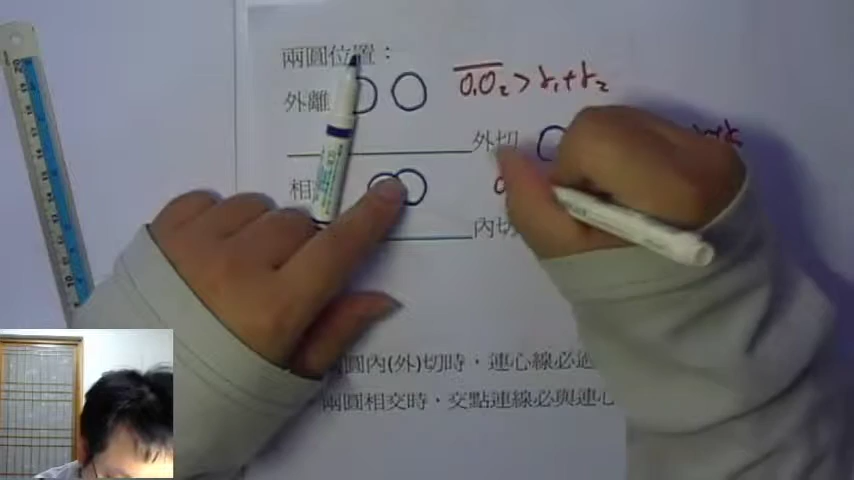 兩圓位置：
外離 O₁O₂ > r₁+r₂
外切
相
內切
兩圓內(外)切時，連心線必
兩圓相交時，交點連線必與連心